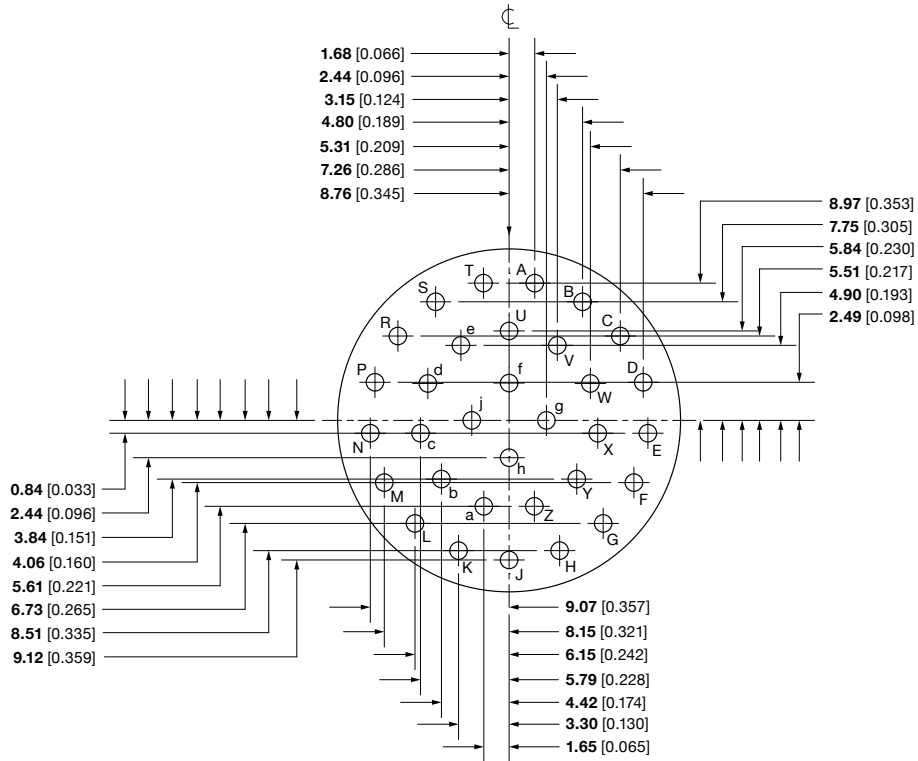 ℄
1.68 [0.066]
2.44 [0.096]
3.15 [0.124]
4.80 [0.189]
5.31 [0.209]
7.26 [0.286]
8.76 [0.345]
8.97 [0.353]
7.75 [0.305]
5.84 [0.230]
5.51 [0.217]
4.90 [0.193]
2.49 [0.098]
T A
S B
U
R e V C
P d f W D
j g
N c X E
h
M b Y F
a Z
L G
K J H
0.84 [0.033]
2.44 [0.096]
3.84 [0.151]
4.06 [0.160]
5.61 [0.221]
6.73 [0.265]
8.51 [0.335]
9.12 [0.359]
9.07 [0.357]
8.15 [0.321]
6.15 [0.242]
5.79 [0.228]
4.42 [0.174]
3.30 [0.130]
1.65 [0.065]